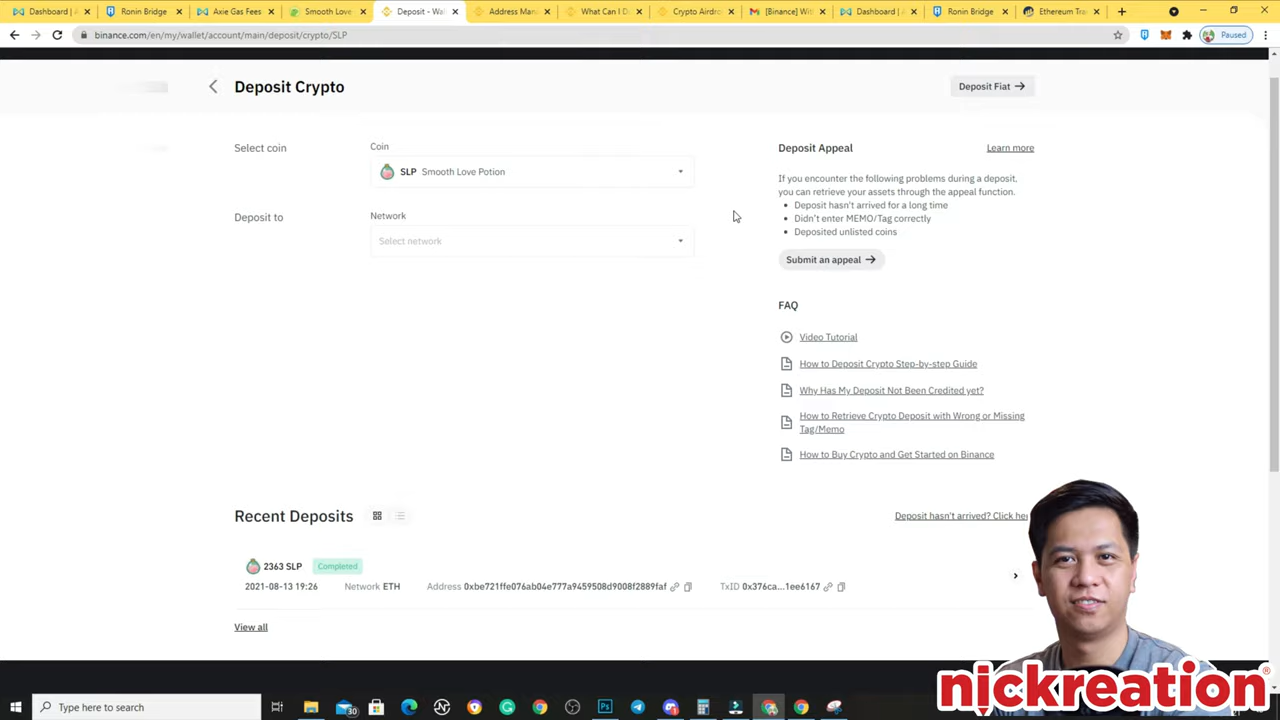 Dashboard | A
Ronin Bridge
Axie Gas Fees
Smooth Love
Deposit - Wal
Address Mana
What Can I Do
Crypto Airdro
[Binance] Wit
Dashboard | A
Ronin Bridge
Ethereum Tra
binance.com/en/my/wallet/account/main/deposit/crypto/SLP
Paused
Deposit Crypto
Deposit Fiat →
Select coin
Coin
SLP Smooth Love Potion
Deposit to
Network
Select network
Deposit Appeal
Learn more
If you encounter the following problems during a deposit,
you can retrieve your assets through the appeal function.
• Deposit hasn't arrived for a long time
• Didn't enter MEMO/Tag correctly
• Deposited unlisted coins
Submit an appeal →
FAQ
Video Tutorial
How to Deposit Crypto Step-by-step Guide
Why Has My Deposit Not Been Credited yet?
How to Retrieve Crypto Deposit with Wrong or Missing
Tag/Memo
How to Buy Crypto and Get Started on Binance
Recent Deposits
Deposit hasn't arrived? Click her
2363 SLP Completed
2021-08-13 19:26 Network ETH Address 0xbe721ffe076ab04e777a9459508d9008f2889faf TxID 0x376ca...1ee6167
View all
nickreation
Type here to search
30